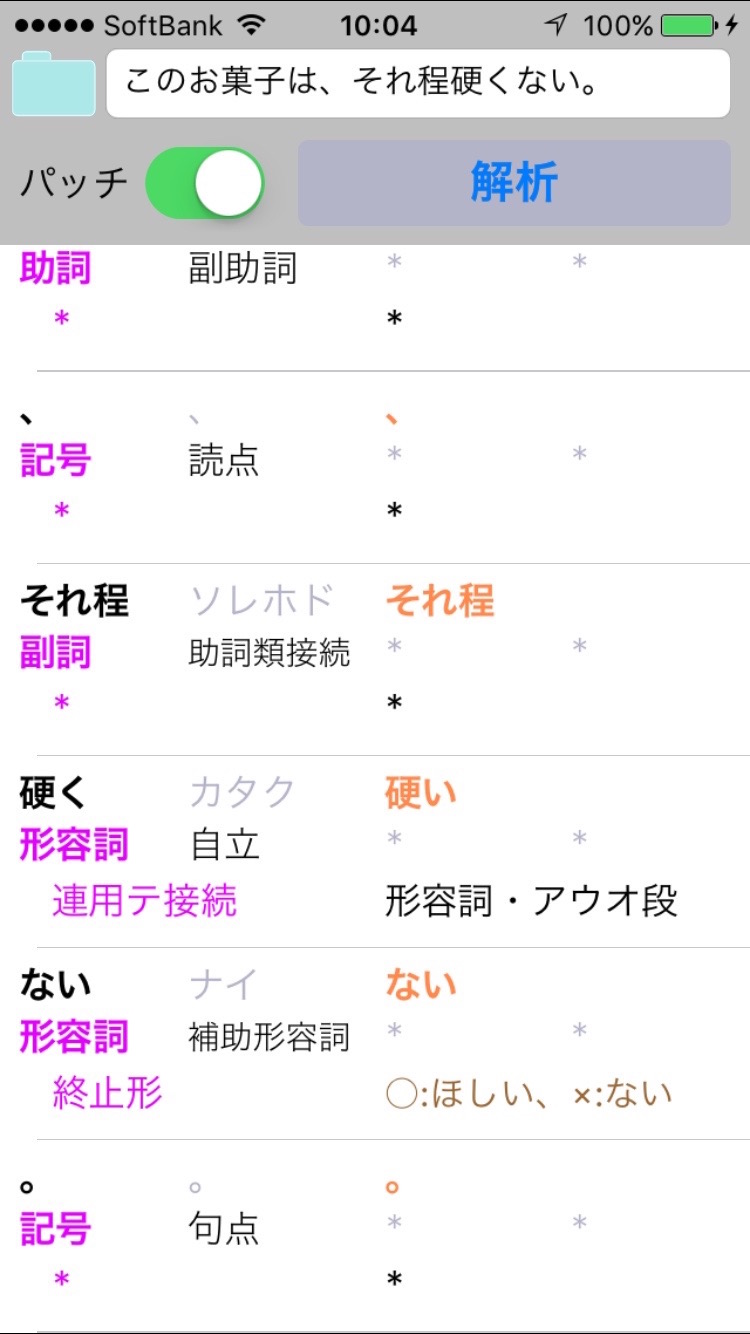 ●●●●● SoftBank 10:04 100%
このお菓子は、それ程硬くない。
パッチ 解析
助詞 副助詞 * *
* *
、 、 、
記号 読点 * *
* *
それ程 ソレホド それ程
副詞 助詞類接続 * *
* *
硬く カタク 硬い
形容詞 自立 * *
連用テ接続 形容詞・アウオ段
ない ナイ ない
形容詞 補助形容詞 * *
終止形 〇:ほしい、×:ない
。 。 。
記号 句点 * *
* *